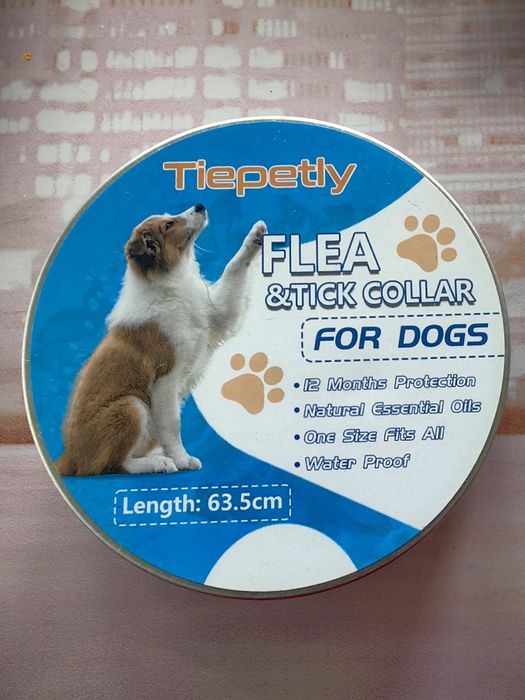 Tiepetly
FLEA
&TICK COLLAR
FOR DOGS
• 12 Months Protection
• Natural Essential Oils
• One Size Fits All
• Water Proof
Length: 63.5cm